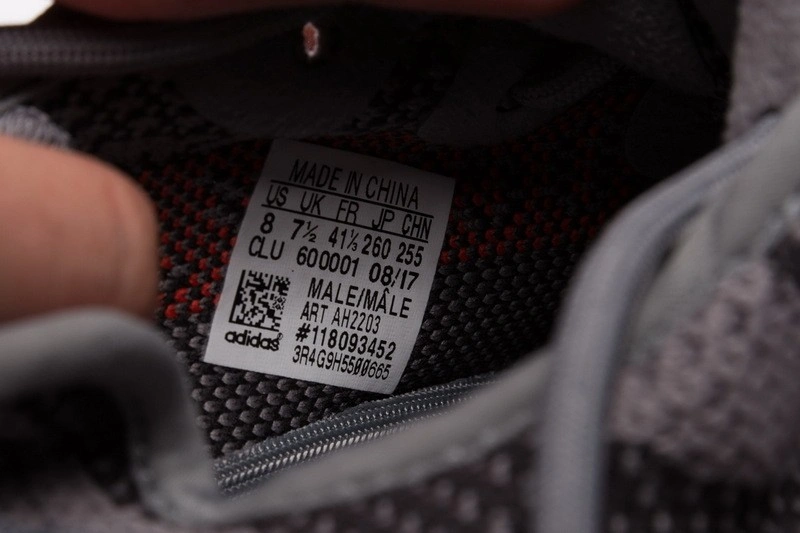 MADE IN CHINA
US UK FR JP CHN
8 7½ 41⅓ 260 255
CLU 600001 08/17
MALE/MÂLE
ART AH2203
#118093452
adidas
3R4G9H5500665